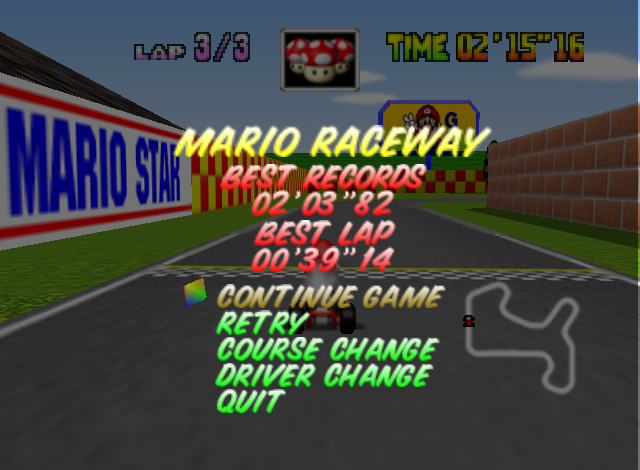 LAP 3/3
TIME 02'15"16
G
MARIO STAR
MARIO RACEWAY
BEST RECORDS
02'03"82
BEST LAP
00'39"14
CONTINUE GAME
RETRY
COURSE CHANGE
DRIVER CHANGE
QUIT